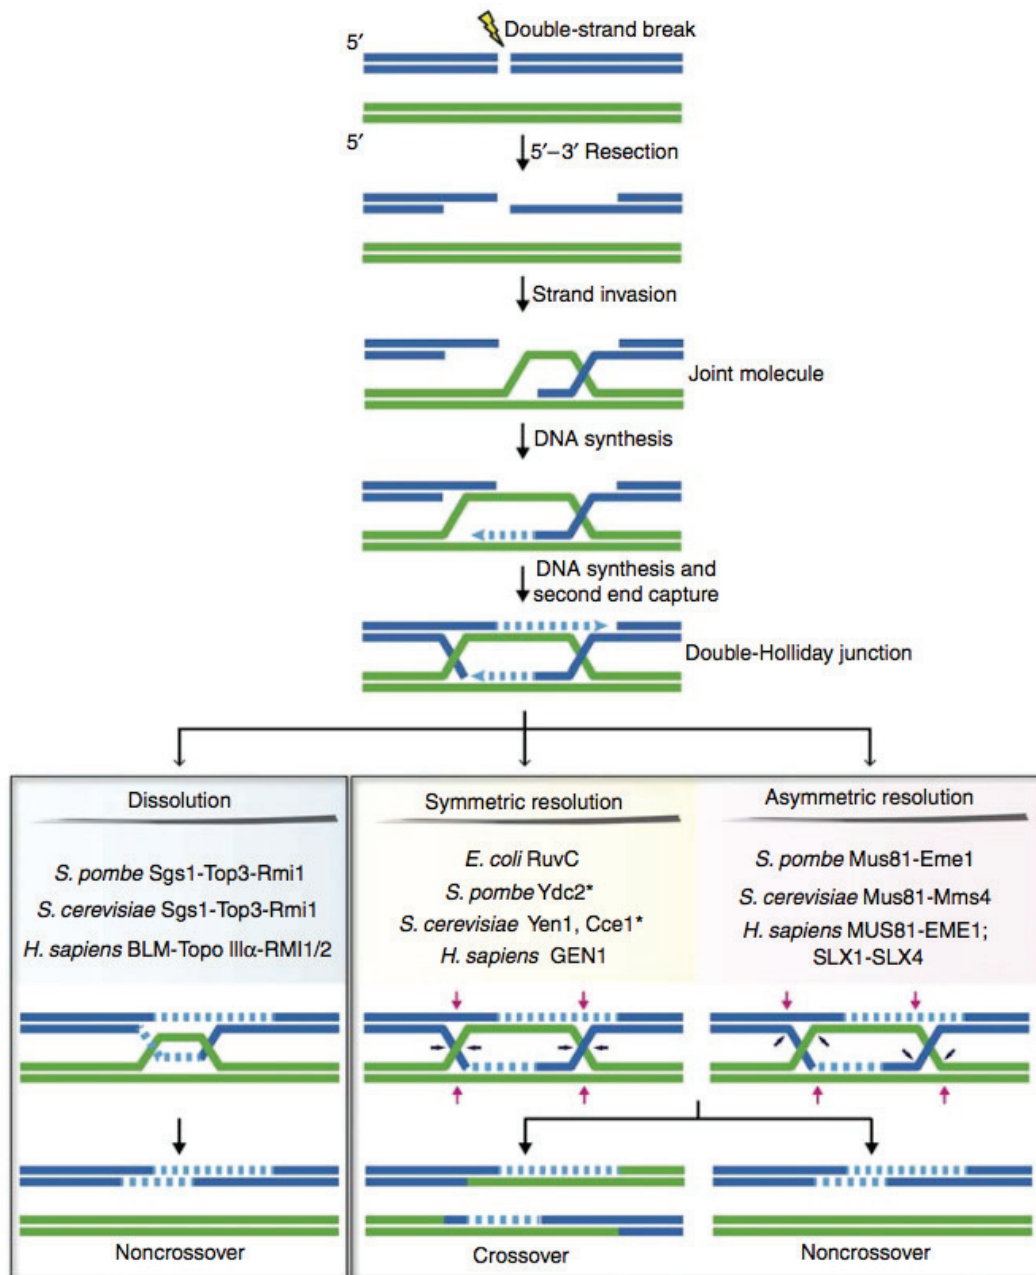 Double-strand break
5′
5′
5′–3′ Resection
Strand invasion
Joint molecule
DNA synthesis
DNA synthesis and
second end capture
Double-Holliday junction
Dissolution
S. pombe Sgs1-Top3-Rmi1
S. cerevisiae Sgs1-Top3-Rmi1
H. sapiens BLM-Topo IIIα-RMI1/2
Symmetric resolution
E. coli RuvC
S. pombe Ydc2*
S. cerevisiae Yen1, Cce1*
H. sapiens GEN1
Asymmetric resolution
S. pombe Mus81-Eme1
S. cerevisiae Mus81-Mms4
H. sapiens MUS81-EME1;
SLX1-SLX4
Noncrossover
Crossover
Noncrossover